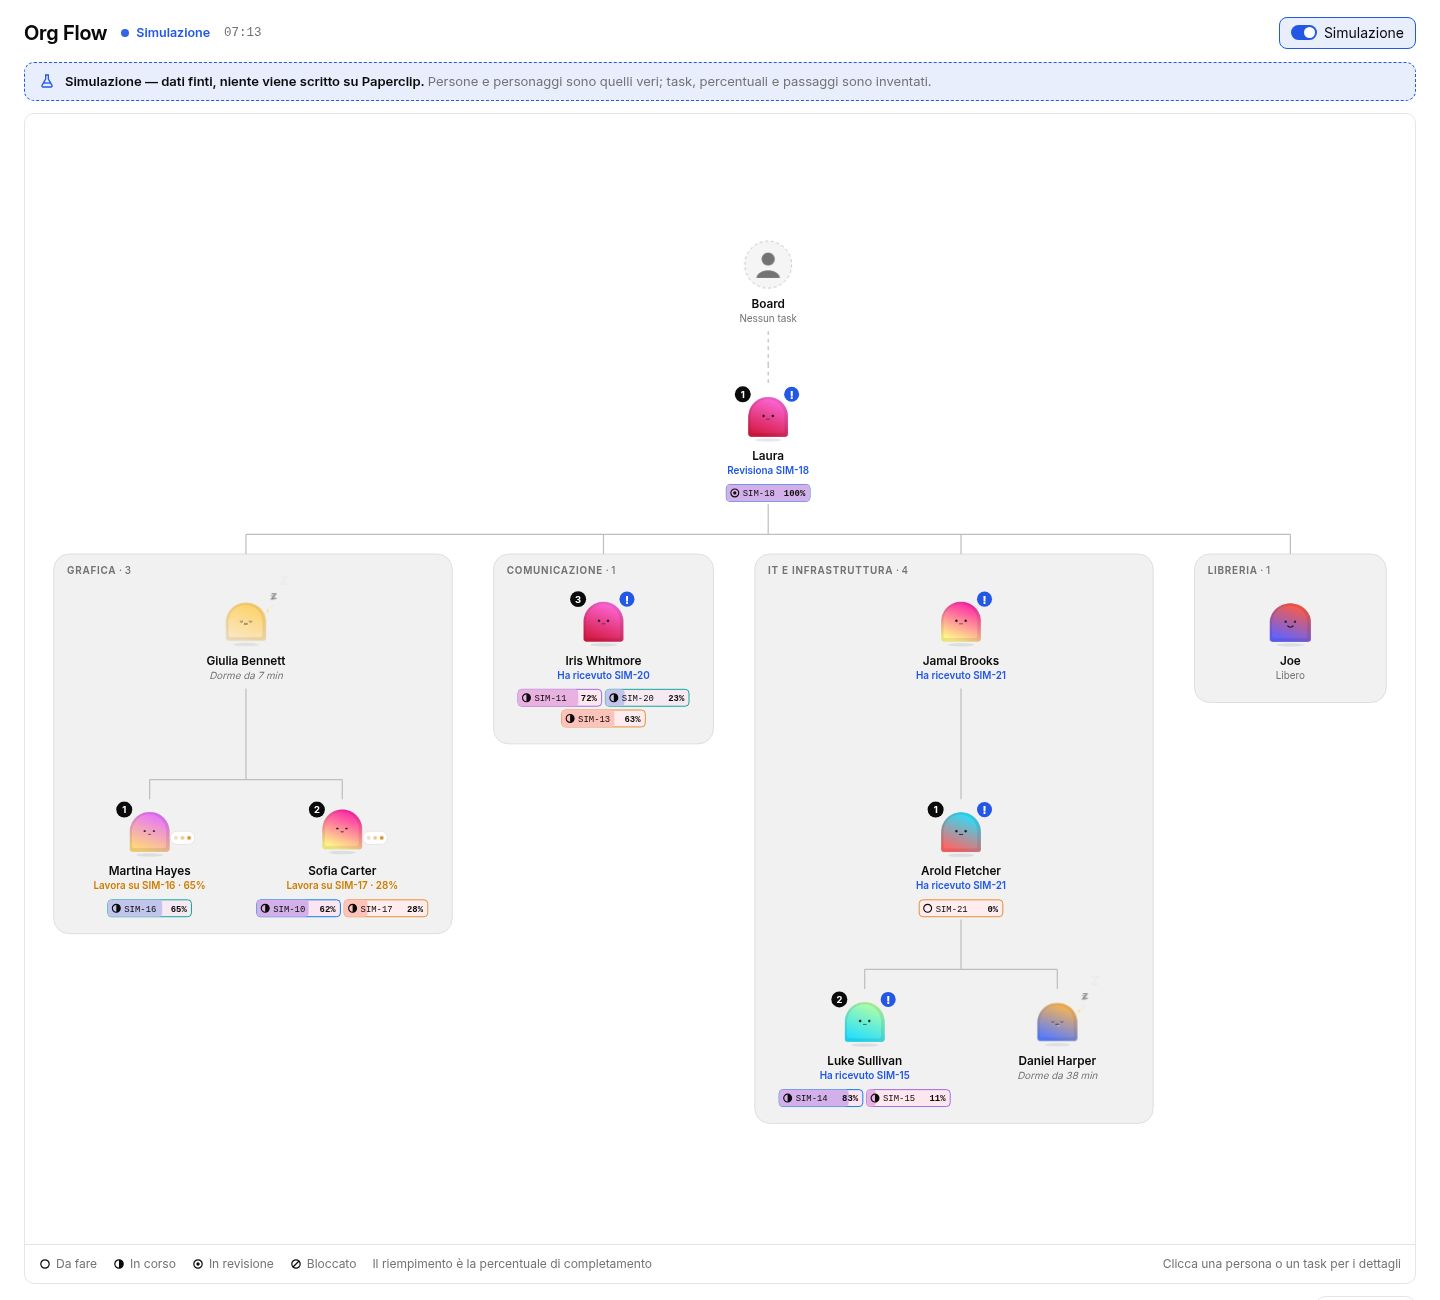 Org Flow
Simulazione
07:13
Simulazione
Simulazione — dati finti, niente viene scritto su Paperclip. Persone e personaggi sono quelli veri; task, percentuali e passaggi sono inventati.
Board
Nessun task
1
!
Laura
Revisiona SIM-18
SIM-18 100%
GRAFICA · 3
z
z
Giulia Bennett
Dorme da 7 min
1
Martina Hayes
Lavora su SIM-16 · 65%
SIM-16 65%
2
Sofia Carter
Lavora su SIM-17 · 28%
SIM-10 62%
SIM-17 28%
COMUNICAZIONE · 1
3
!
Iris Whitmore
Ha ricevuto SIM-20
SIM-11 72%
SIM-20 23%
SIM-13 63%
IT E INFRASTRUTTURA · 4
!
Jamal Brooks
Ha ricevuto SIM-21
1
!
Arold Fletcher
Ha ricevuto SIM-21
SIM-21 0%
2
!
Luke Sullivan
Ha ricevuto SIM-15
SIM-14 83%
SIM-15 11%
z
z
Daniel Harper
Dorme da 38 min
LIBRERIA · 1
Joe
Libero
Da fare
In corso
In revisione
Bloccato
Il riempimento è la percentuale di completamento
Clicca una persona o un task per i dettagli